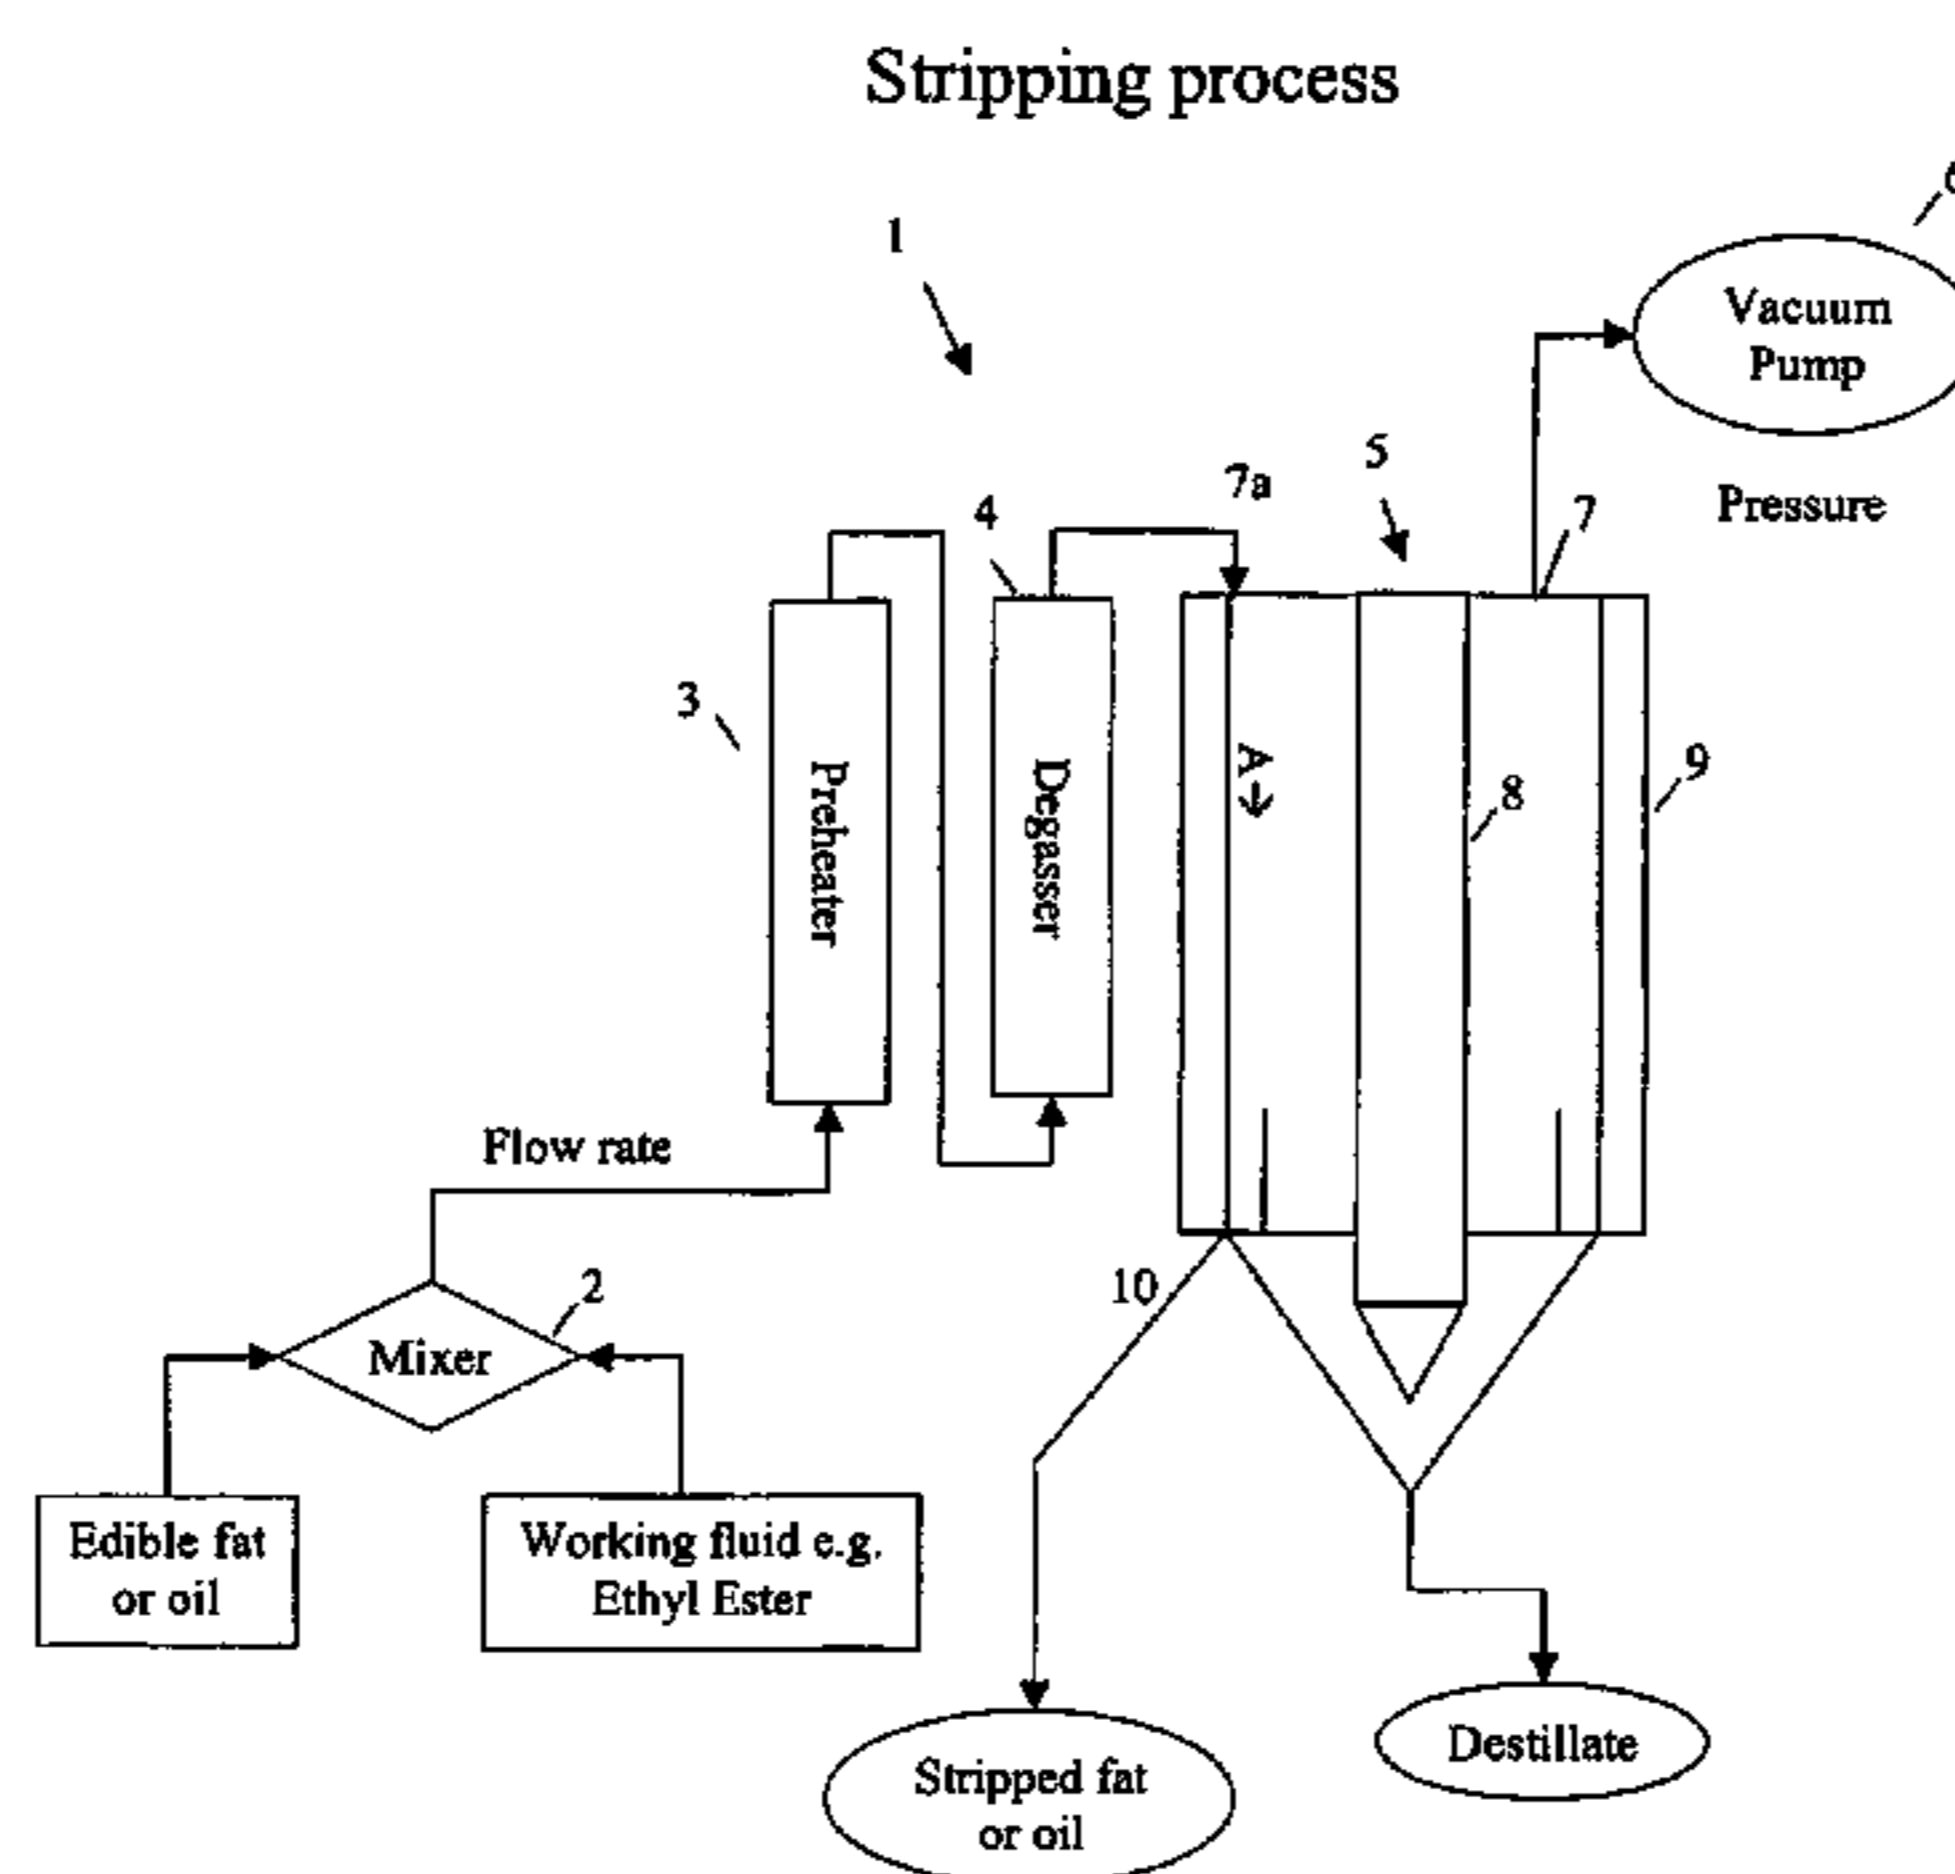 Stripping process
1
Vacuum
Pump
Pressure
5
7a
4
7
3
Preheater
Degasser
A
8
9
Flow rate
2
Mixer
10
Edible fat
or oil
Working fluid e.g.
Ethyl Ester
Destillate
Stripped fat
or oil